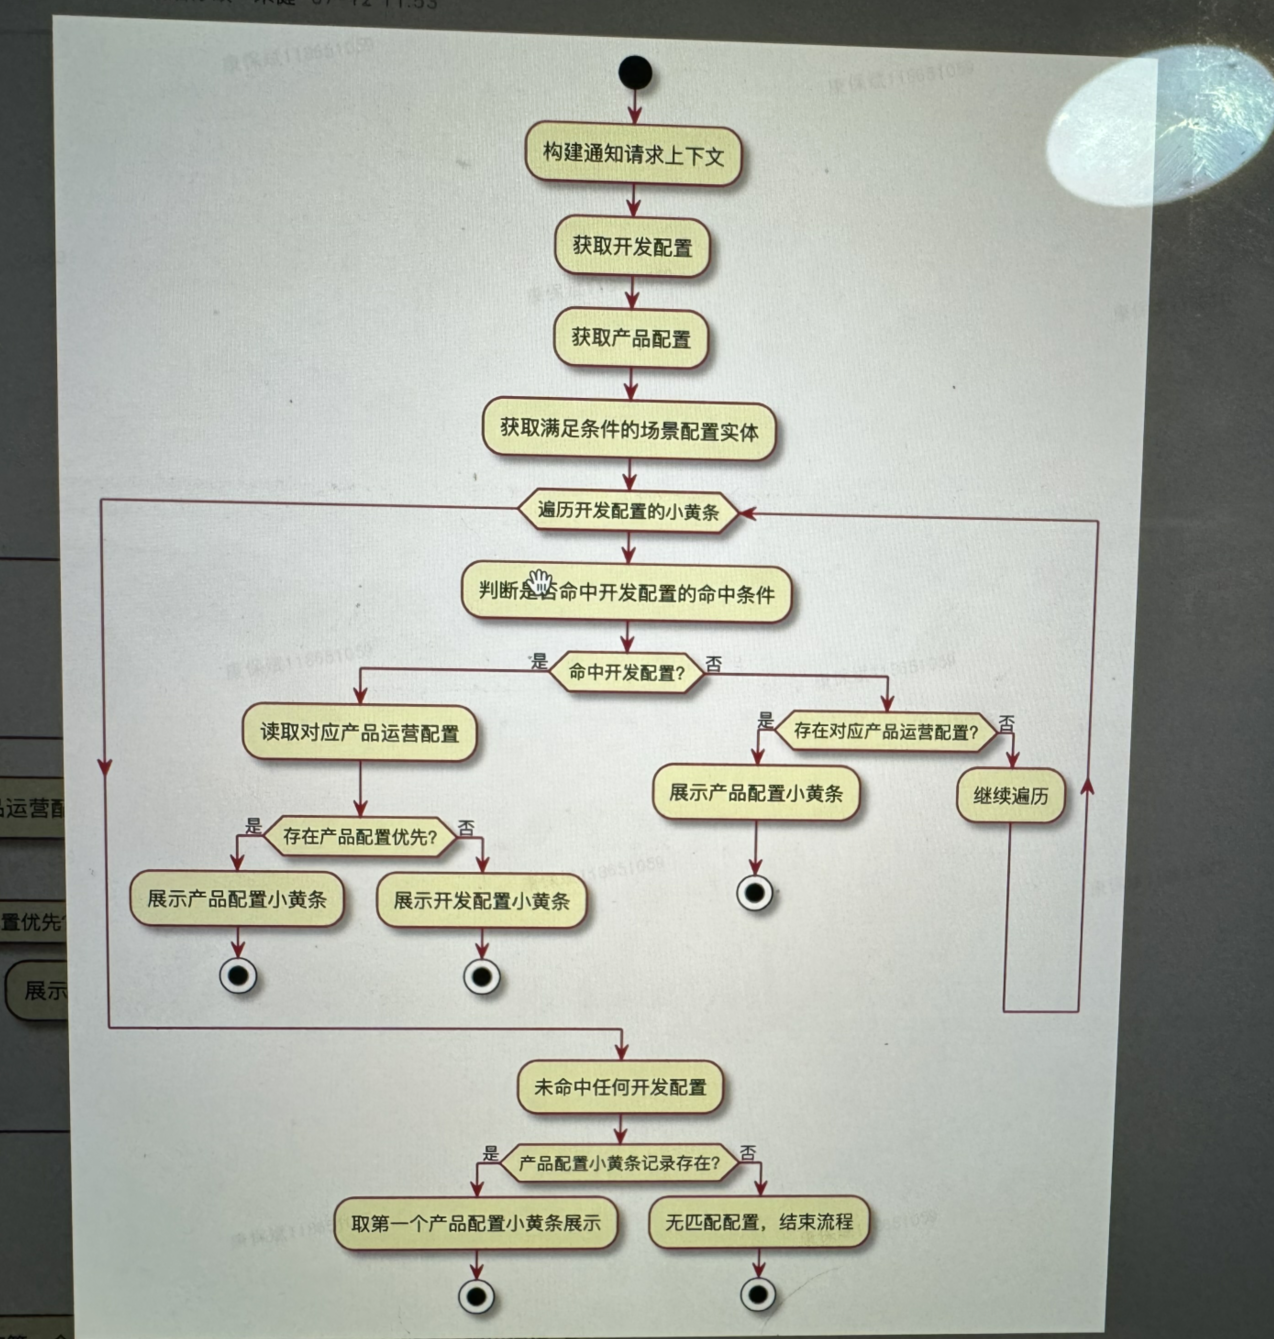 07-12 11:53
构建通知请求上下文
获取开发配置
获取产品配置
获取满足条件的场景配置实体
遍历开发配置的小黄条
判断是否命中开发配置的命中条件
是
命中开发配置?
否
读取对应产品运营配置
是
存在对应产品运营配置?
否
展示产品配置小黄条
继续遍历
是
存在产品配置优先?
否
展示产品配置小黄条
展示开发配置小黄条
未命中任何开发配置
是
产品配置小黄条记录存在?
否
取第一个产品配置小黄条展示
无匹配配置，结束流程
品运营配
置优先
展示